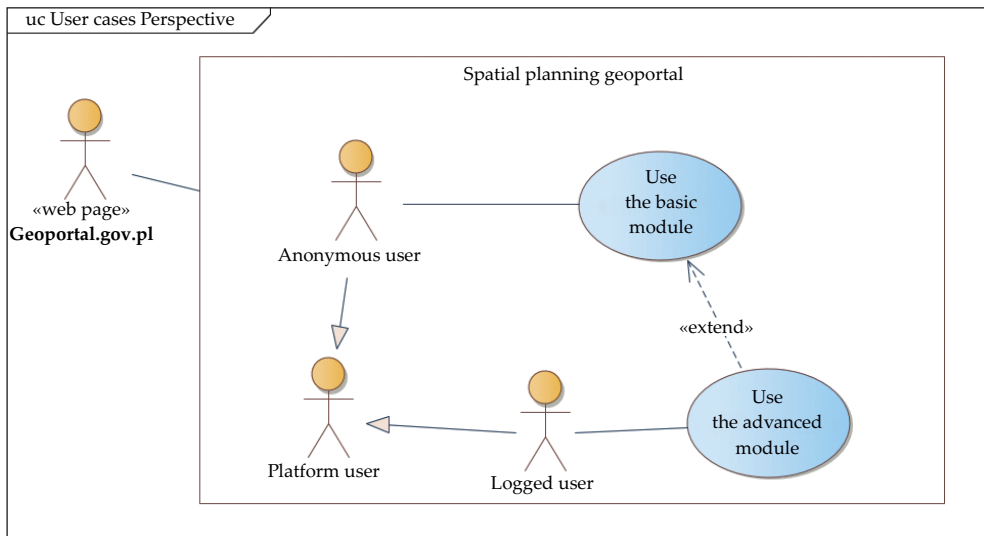 uc User cases Perspective
Spatial planning geoportal
«web page»
Geoportal.gov.pl
Anonymous user
Use
the basic
module
«extend»
Platform user
Logged user
Use
the advanced
module